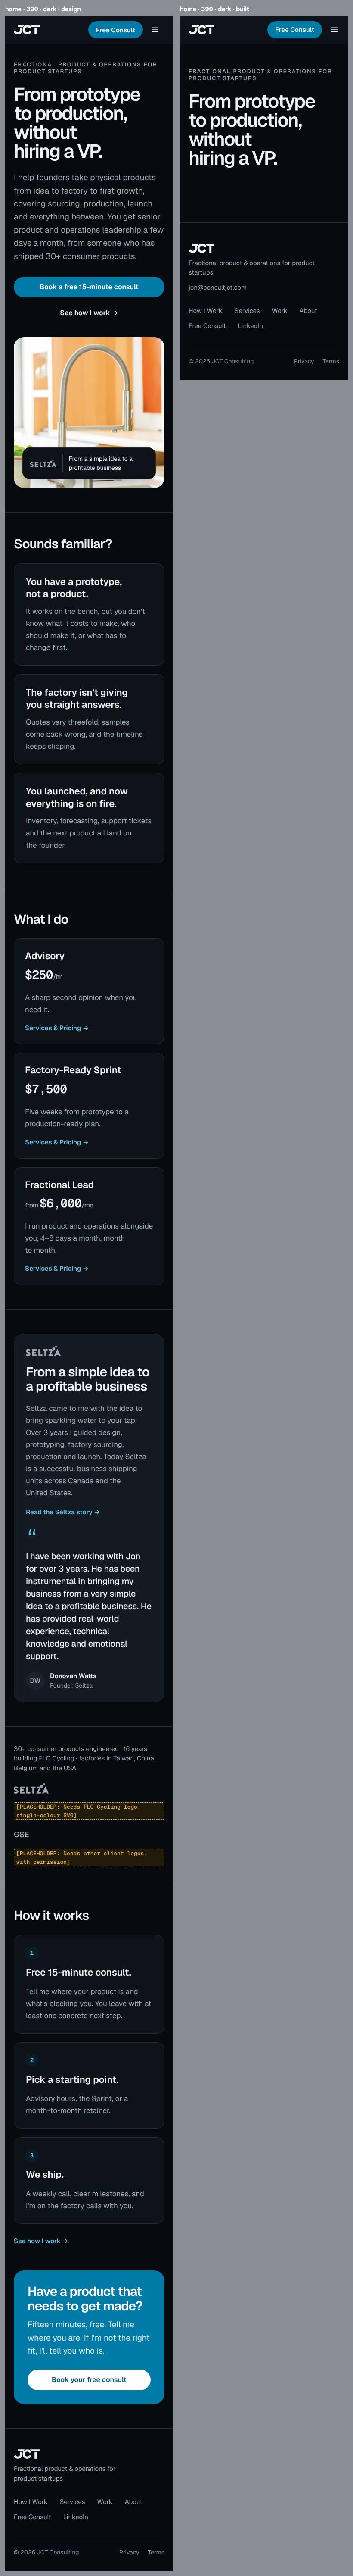 home · 390 · dark · design
JCT
Free Consult
FRACTIONAL PRODUCT & OPERATIONS FOR
PRODUCT STARTUPS
From prototype
to production,
without
hiring a VP.
I help founders take physical products
from idea to factory to first growth,
covering sourcing, production, launch
and everything between. You get senior
product and operations leadership a few
days a month, from someone who has
shipped 30+ consumer products.
Book a free 15-minute consult
See how I work →
SELTZA
From a simple idea to a
profitable business
Sounds familiar?
You have a prototype,
not a product.
It works on the bench, but you don't
know what it costs to make, who
should make it, or what has to
change first.
The factory isn't giving
you straight answers.
Quotes vary threefold, samples
come back wrong, and the timeline
keeps slipping.
You launched, and now
everything is on fire.
Inventory, forecasting, support tickets
and the next product all land on
the founder.
What I do
Advisory
$250/hr
A sharp second opinion when you
need it.
Services & Pricing →
Factory-Ready Sprint
$7,500
Five weeks from prototype to a
production-ready plan.
Services & Pricing →
Fractional Lead
from $6,000/mo
I run product and operations alongside
you, 4–8 days a month, month
to month.
Services & Pricing →
SELTZA
From a simple idea to
a profitable business
Seltza came to me with the idea to
bring sparkling water to your tap.
Over 3 years I guided design,
prototyping, factory sourcing,
production and launch. Today Seltza
is a successful business shipping
units across Canada and the
United States.
Read the Seltza story →
“
I have been working with Jon
for over 3 years. He has been
instrumental in bringing my
business from a very simple
idea to a profitable business. He
has provided real-world
experience, technical
knowledge and emotional
support.
DW
Donovan Watts
Founder, Seltza
30+ consumer products engineered · 16 years
building FLO Cycling · factories in Taiwan, China,
Belgium and the USA
SELTZA
[PLACEHOLDER: Needs FLO Cycling logo,
single-colour SVG]
GSE
[PLACEHOLDER: Needs other client logos,
with permission]
How it works
1
Free 15-minute consult.
Tell me where your product is and
what's blocking you. You leave with at
least one concrete next step.
2
Pick a starting point.
Advisory hours, the Sprint, or a
month-to-month retainer.
3
We ship.
A weekly call, clear milestones, and
I'm on the factory calls with you.
See how I work →
Have a product that
needs to get made?
Fifteen minutes, free. Tell me
where you are. If I'm not the right
fit, I'll tell you who is.
Book your free consult
JCT
Fractional product & operations for
product startups
How I Work Services Work About
Free Consult LinkedIn
© 2026 JCT Consulting Privacy Terms
home · 390 · dark · built
JCT
Free Consult
FRACTIONAL PRODUCT & OPERATIONS FOR
PRODUCT STARTUPS
From prototype
to production,
without
hiring a VP.
JCT
Fractional product & operations for product
startups
jon@consultjct.com
How I Work Services Work About
Free Consult LinkedIn
© 2026 JCT Consulting Privacy Terms